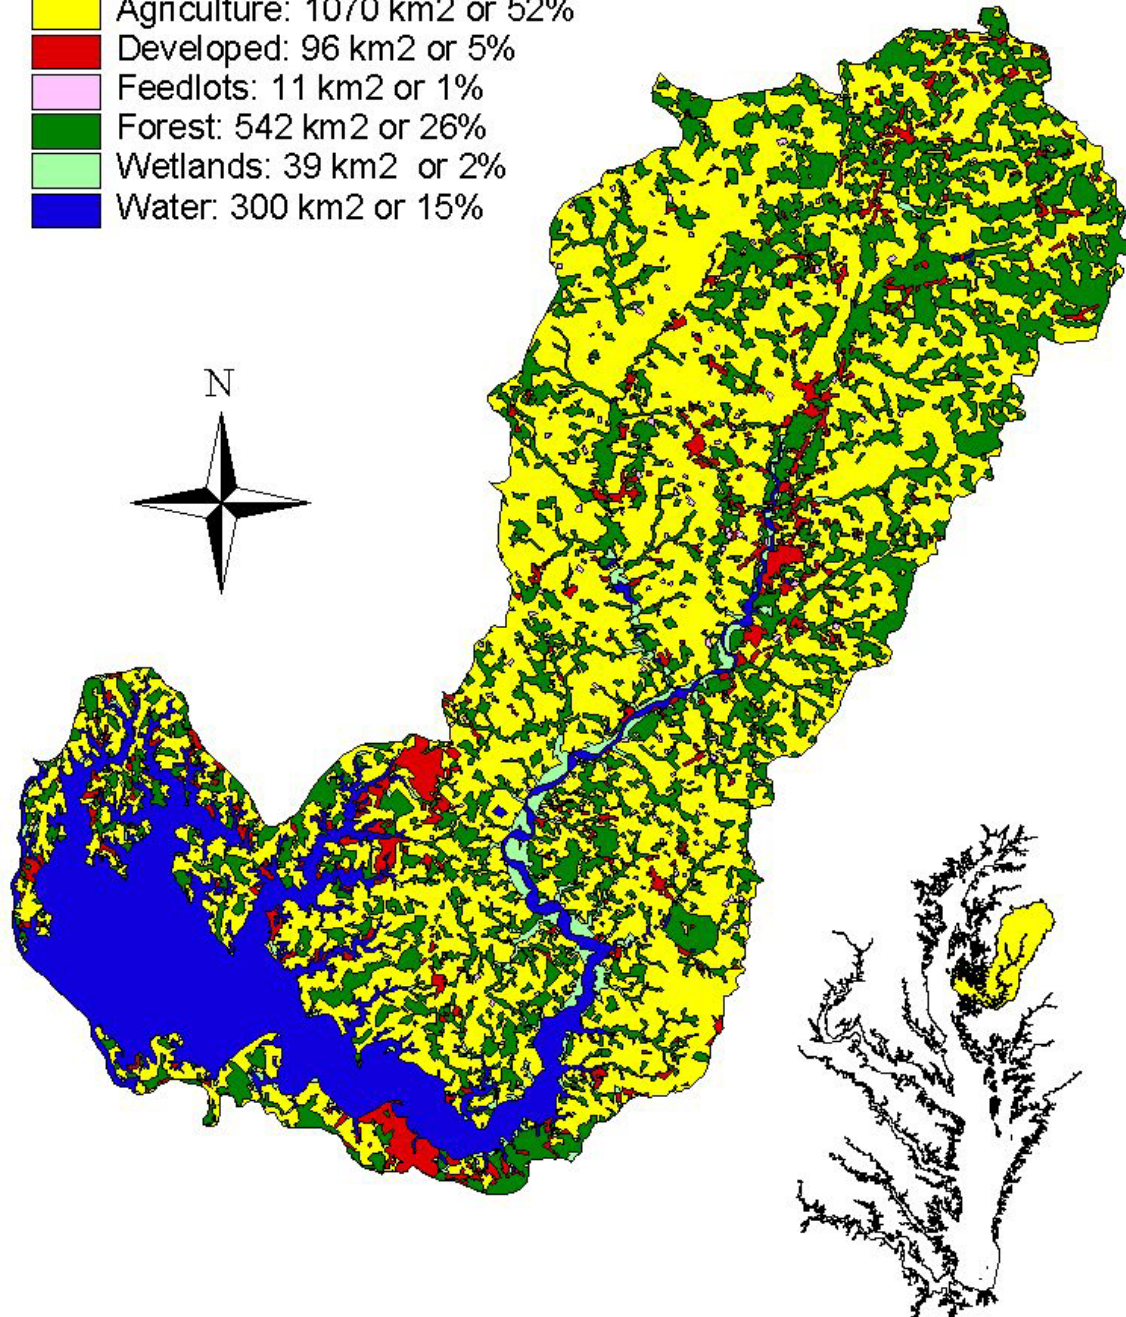 Agriculture: 1070 km2 or 52%
Developed: 96 km2 or 5%
Feedlots: 11 km2 or 1%
Forest: 542 km2 or 26%
Wetlands: 39 km2  or 2%
Water: 300 km2 or 15%
N